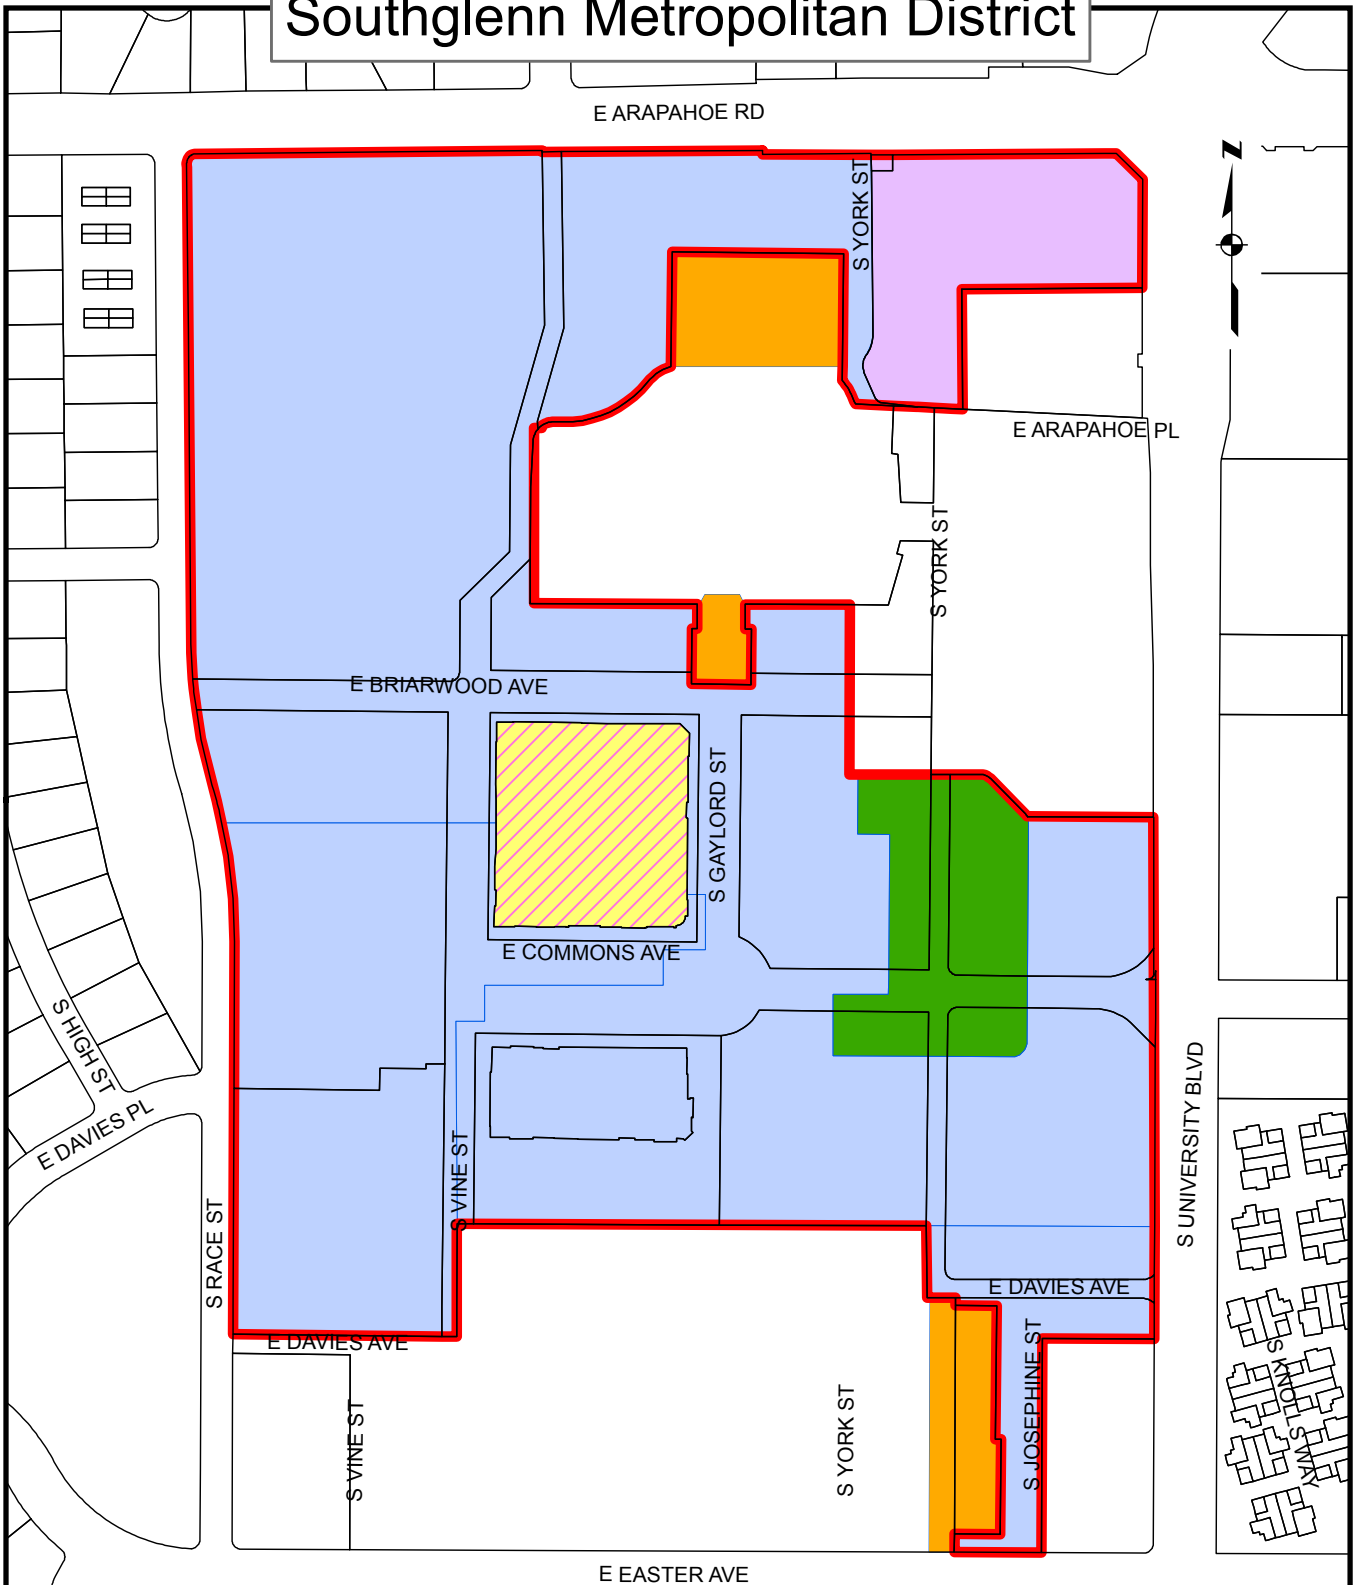 Southglenn Metropolitan District
E ARAPAHOE RD
N
S YORK ST
E ARAPAHOE PL
S YORK ST
E BRIARWOOD AVE
S GAYLORD ST
E COMMONS AVE
S HIGH ST
E DAVIES PL
S UNIVERSITY BLVD
S VINE ST
S RACE ST
E DAVIES AVE
E DAVIES AVE
S JOSEPHINE ST
S KNOLLS WAY
S VINE ST
S YORK ST
E EASTER AVE